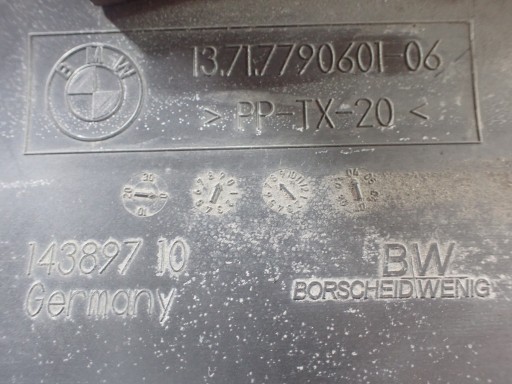 BMW
13.71.7790601-06
> PP-TX-20 <
143897 10
Germany
BW
BORSCHEID WENIG